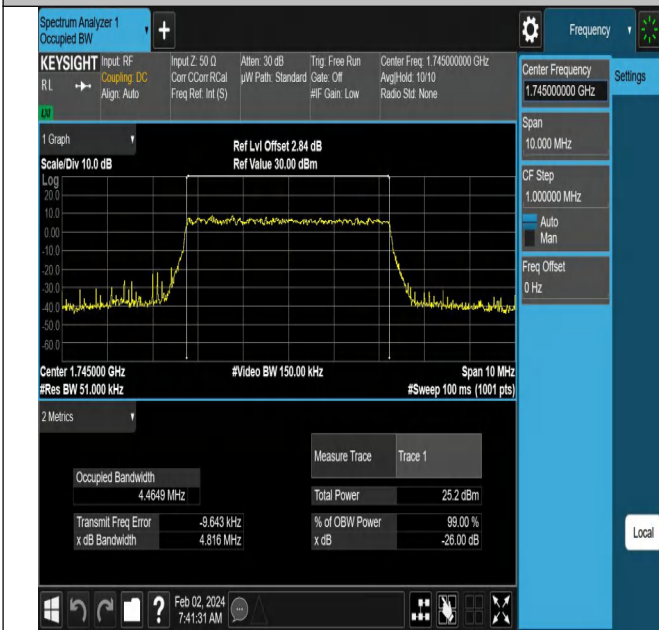 Spectrum Analyzer 1
Occupied BW
Frequency
KEYSIGHT
RL
Input: RF
Coupling: DC
Align: Auto
Input Z: 50 Ω
Corr CCorr RCal
Freq Ref: Int (S)
Atten: 30 dB
µW Path: Standard
Trig: Free Run
Gate: Off
#IF Gain: Low
Center Freq: 1.745000000 GHz
Avg|Hold: 10/10
Radio Std: None
1 Graph
Scale/Div 10.0 dB
Ref Lvl Offset 2.84 dB
Ref Value 30.00 dBm
Log
20.0
10.0
0.00
-10.0
-20.0
-30.0
-40.0
-50.0
-60.0
Center 1.745000 GHz
#Video BW 150.00 kHz
Span 10 MHz
#Res BW 51.000 kHz
#Sweep 100 ms (1001 pts)
2 Metrics
Occupied Bandwidth
4.4649 MHz
Transmit Freq Error -9.643 kHz
x dB Bandwidth 4.816 MHz
Measure Trace Trace 1
Total Power 25.2 dBm
% of OBW Power 99.00 %
x dB -26.00 dB
Center Frequency
1.745000000 GHz
Span
10.000 MHz
CF Step
1.000000 MHz
Auto
Man
Freq Offset
0 Hz
Settings
Local
Feb 02, 2024
7:41:31 AM